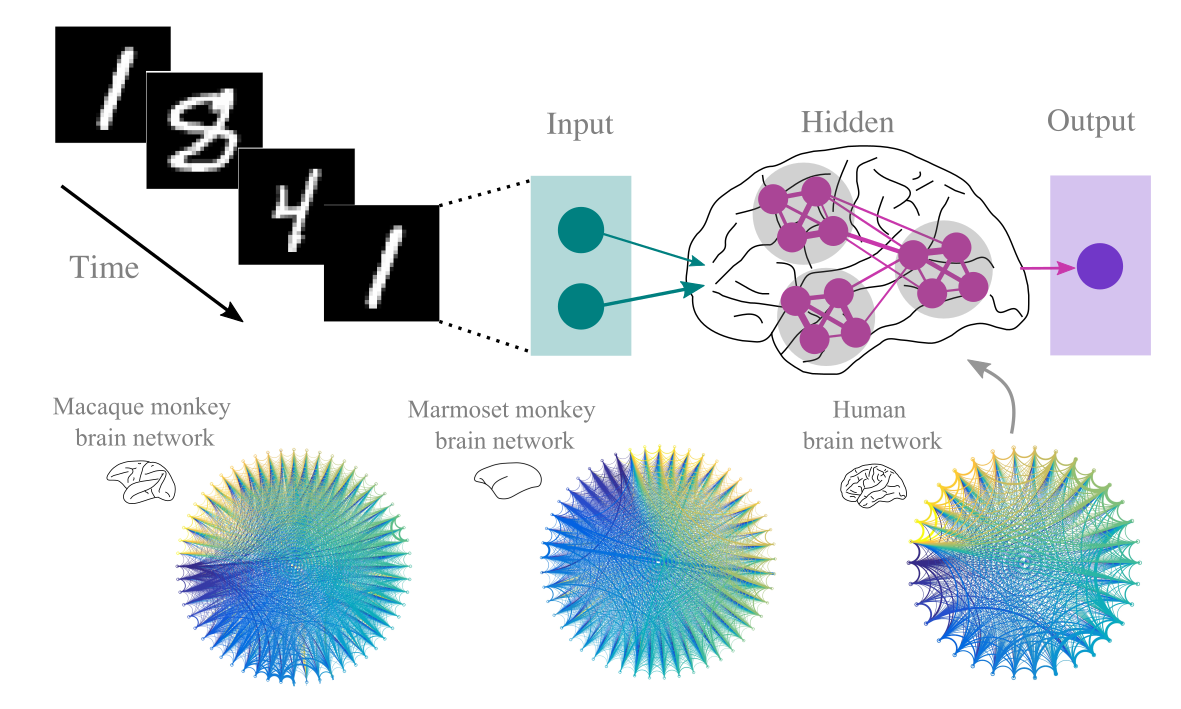 1
8
4
1
Time
Input
Hidden
Output
Macaque monkey
brain network
Marmoset monkey
brain network
Human
brain network